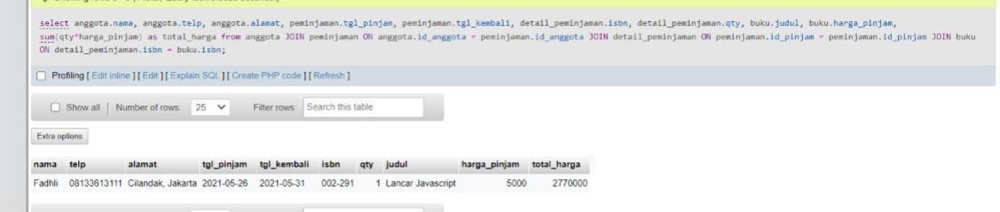 select anggota.nama, anggota.telp, anggota.alamat, peminjaman.tgl_pinjam, peminjaman.tgl_kembali, detail_peminjaman.isbn, detail_peminjaman.qty, buku.judul, buku.harga_pinjam,
sum(qty*harga_pinjam) as total_harga from anggota JOIN peminjaman ON anggota.id_anggota = peminjaman.id_anggota JOIN detail_peminjaman ON peminjaman.id_pinjam = peminjaman.id_pinjam JOIN buku
ON detail_peminjaman.isbn = buku.isbn;
Profiling [ Edit inline ] [ Edit ] [ Explain SQL ] [ Create PHP code ] [ Refresh ]
Show all | Number of rows: 25 Filter rows: Search this table
Extra options
nama telp alamat tgl_pinjam tgl_kembali isbn qty judul harga_pinjam total_harga
Fadhli 08133613111 Cilandak, Jakarta 2021-05-26 2021-05-31 002-291 1 Lancar Javascript 5000 2770000